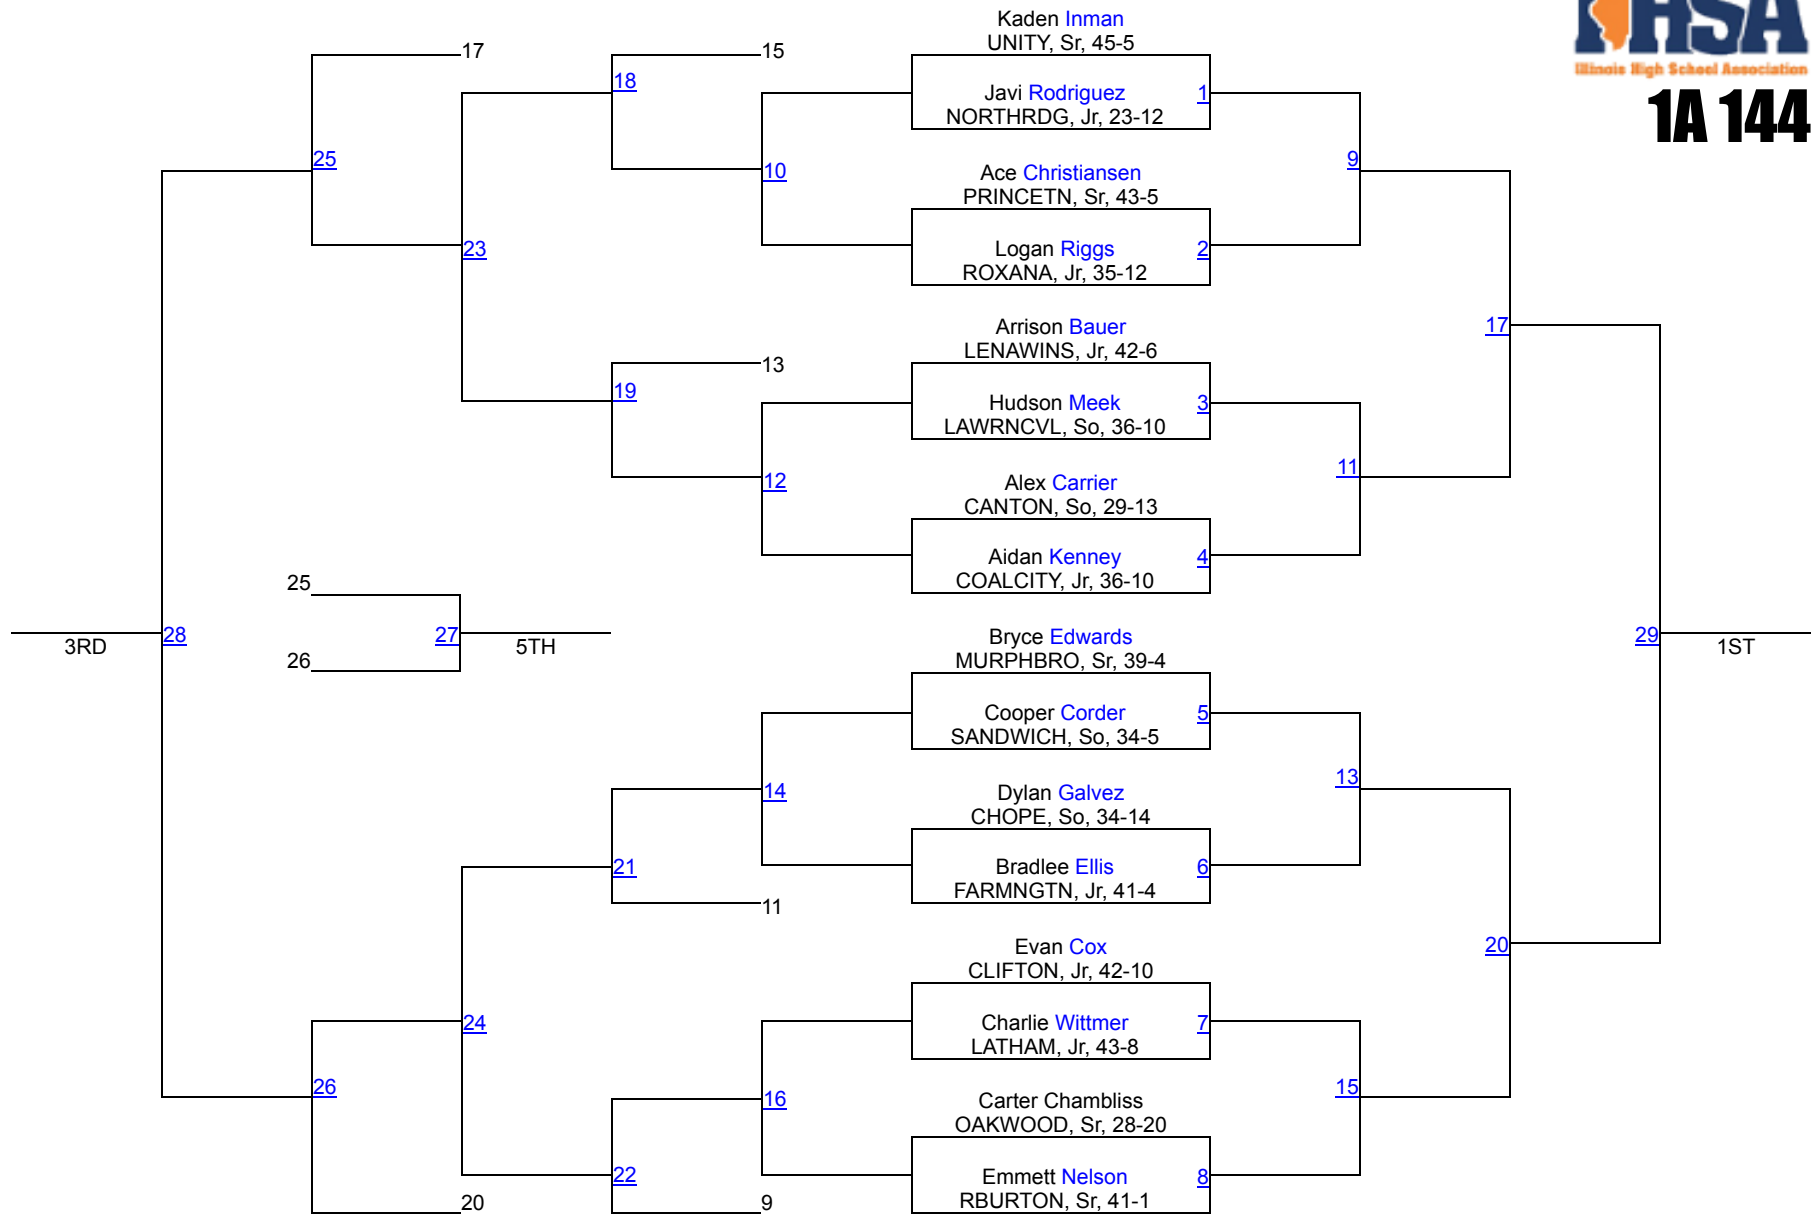 IHSA
Illinois High School Association
1A 144
Kaden Inman
UNITY, Sr, 45-5
17
15
18
Javi Rodriguez 1
NORTHRDG, Jr, 23-12
25
10
9
Ace Christiansen
PRINCETN, Sr, 43-5
23
Logan Riggs 2
ROXANA, Jr, 35-12
Arrison Bauer
17
LENAWINS, Jr, 42-6
13
19
Hudson Meek 3
LAWRNCVL, So, 36-10
12
11
Alex Carrier
CANTON, So, 29-13
Aidan Kenney 4
COALCITY, Jr, 36-10
25
3RD
28
27
5TH
26
Bryce Edwards
MURPHBRO, Sr, 39-4
29
1ST
Cooper Corder 5
SANDWICH, So, 34-5
14
13
Dylan Galvez
CHOPE, So, 34-14
21
Bradlee Ellis 6
FARMNGTN, Jr, 41-4
11
Evan Cox
20
CLIFTON, Jr, 42-10
24
Charlie Wittmer 7
LATHAM, Jr, 43-8
26
16
15
Carter Chambliss
OAKWOOD, Sr, 28-20
22
Emmett Nelson 8
RBURTON, Sr, 41-1
20
9